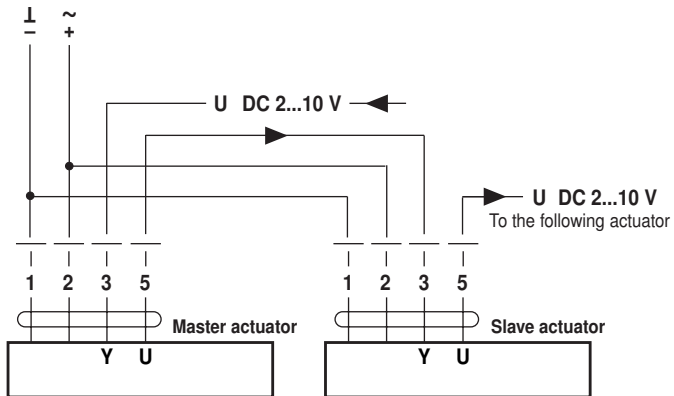 ⊥ ~
– +
U DC 2...10 V
U DC 2...10 V
To the following actuator
1 2 3 5 1 2 3 5
Master actuator Slave actuator
Y U Y U